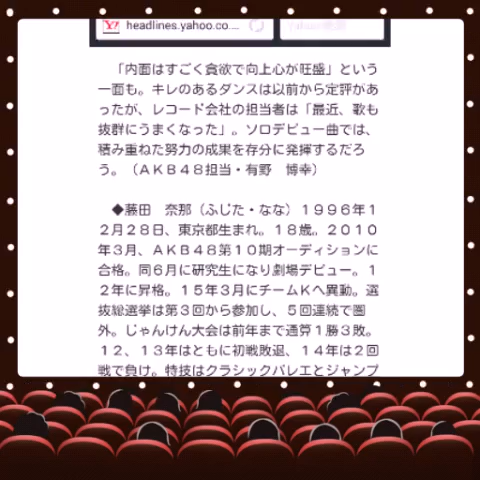 headlines.yahoo.co...
「内面はすごく貪欲で向上心が旺盛」という
一面も。キレのあるダンスは以前から定評があ
ったが、レコード会社の担当者は「最近、歌も
抜群にうまくなった」。ソロデビュー曲では、
積み重ねた努力の成果を存分に発揮するだろ
う。（ＡＫＢ４８担当・有野　博幸）
◆藤田　奈那（ふじた・なな）１９９６年１
２月２８日、東京都生まれ。１８歳。２０１０
年３月、ＡＫＢ４８第１０期オーディションに
合格。同６月に研究生になり劇場デビュー。１
２年に昇格。１５年３月にチームＫへ異動。選
抜総選挙は第３回から参加し、５回連続で圏
外。じゃんけん大会は前年まで通算１勝３敗。
１２、１３年はともに初戦敗退、１４年は２回
戦で負け。特技はクラシックバレエとジャンプ